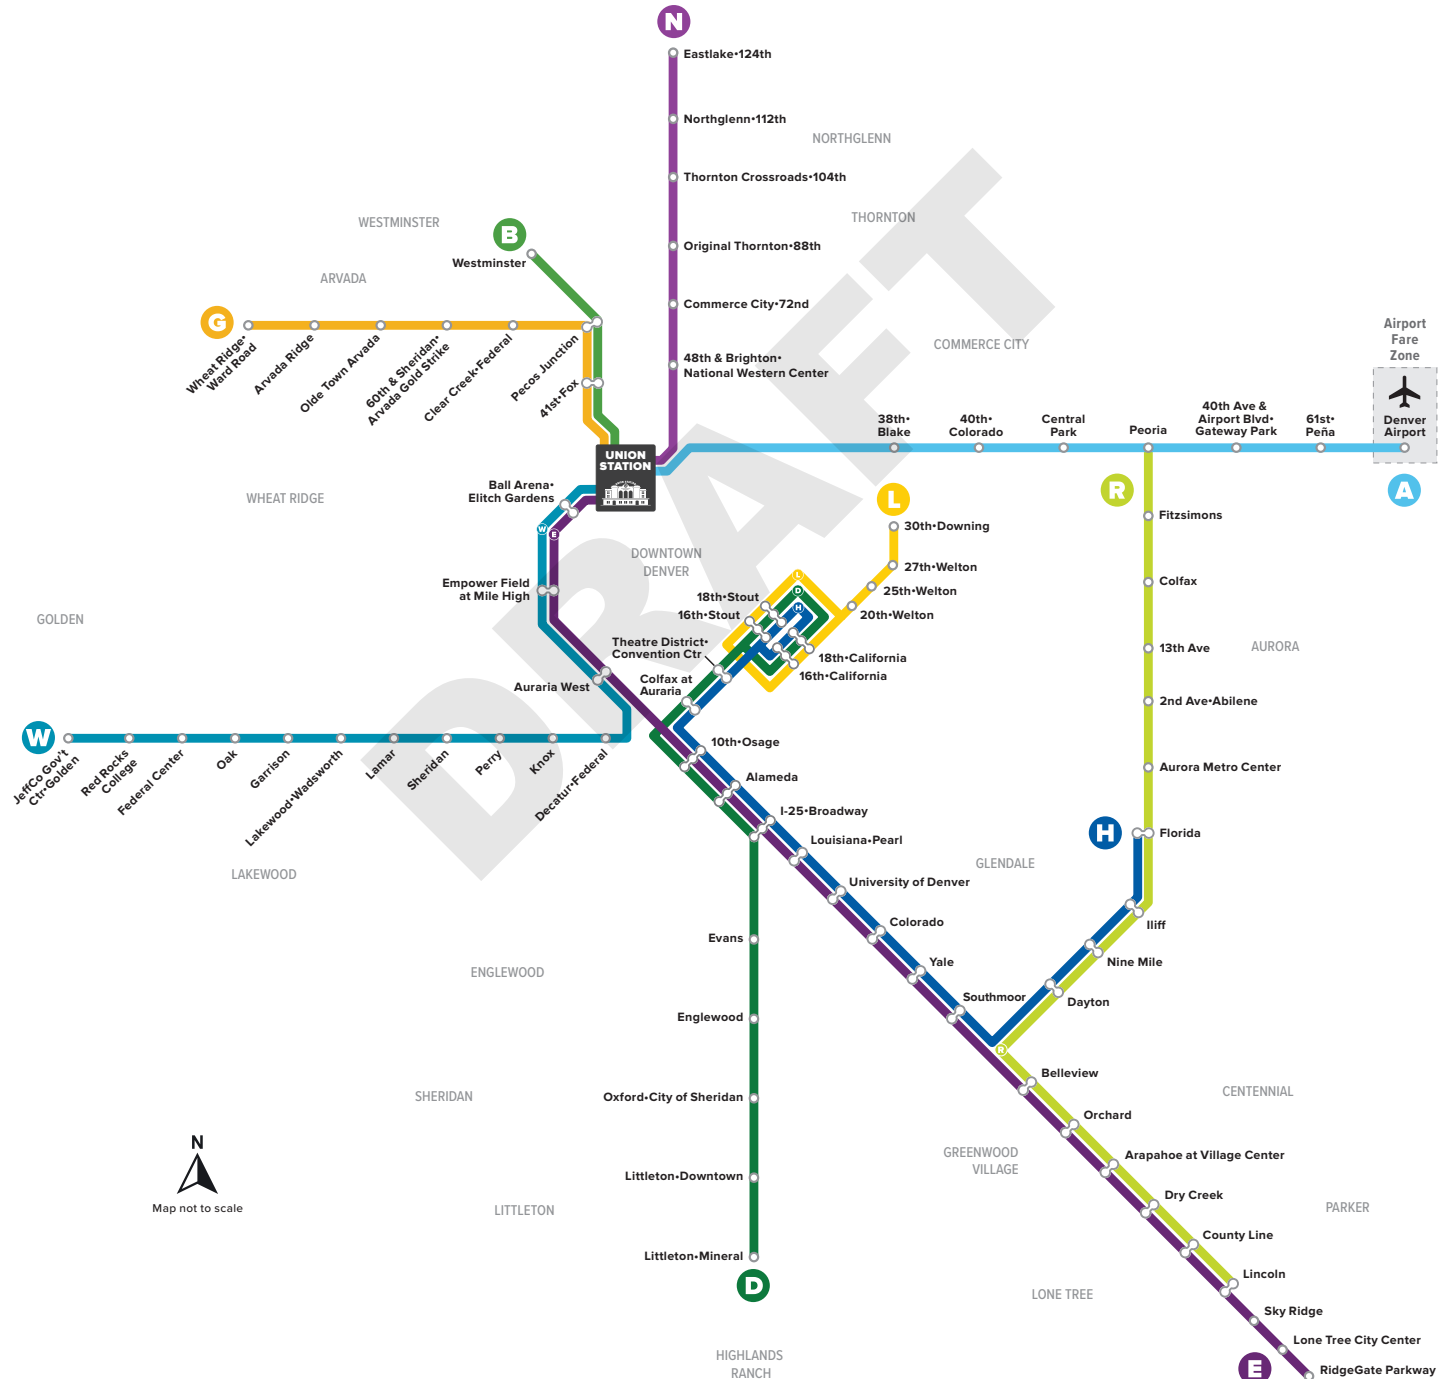 N
Eastlake•124th
Northglenn•112th
NORTHGLENN
Thornton Crossroads•104th
THORNTON
Original Thornton•88th
Commerce City•72nd
COMMERCE CITY
48th & Brighton•
National Western Center
WESTMINSTER
B
Westminster
ARVADA
G
Wheat Ridge•
Ward Road
Arvada Ridge
Olde Town Arvada
60th & Sheridan•
Arvada Gold Strike
Clear Creek•Federal
Pecos Junction
41st•Fox
Airport
Fare
Zone
Denver
Airport
A
38th•
Blake
40th•
Colorado
Central
Park
Peoria
40th Ave &
Airport Blvd•
Gateway Park
61st•
Peña
UNION
STATION
WHEAT RIDGE
Ball Arena•
Elitch Gardens
W
E
Empower Field
at Mile High
Auraria West
DOWNTOWN
DENVER
L
30th•Downing
27th•Welton
25th•Welton
20th•Welton
L
D
H
18th•Stout
16th•Stout
Theatre District•
Convention Ctr
18th•California
16th•California
Colfax at
Auraria
R
Fitzsimons
Colfax
13th Ave
AURORA
2nd Ave•Abilene
Aurora Metro Center
H
Florida
Iliff
Nine Mile
Dayton
GOLDEN
W
JeffCo Gov't
Ctr•Golden
Red Rocks
College
Federal Center
Oak
Garrison
Lakewood•Wadsworth
Lamar
Sheridan
Perry
Knox
Decatur•Federal
LAKEWOOD
10th•Osage
Alameda
I-25•Broadway
Louisiana•Pearl
GLENDALE
University of Denver
Colorado
Yale
Southmoor
R
Evans
ENGLEWOOD
Englewood
Oxford•City of Sheridan
SHERIDAN
Littleton•Downtown
LITTLETON
Littleton•Mineral
D
HIGHLANDS
RANCH
Belleview
CENTENNIAL
Orchard
GREENWOOD
VILLAGE
Arapahoe at Village Center
Dry Creek
PARKER
County Line
Lincoln
LONE TREE
Sky Ridge
Lone Tree City Center
E
RidgeGate Parkway
N
Map not to scale
DRAFT